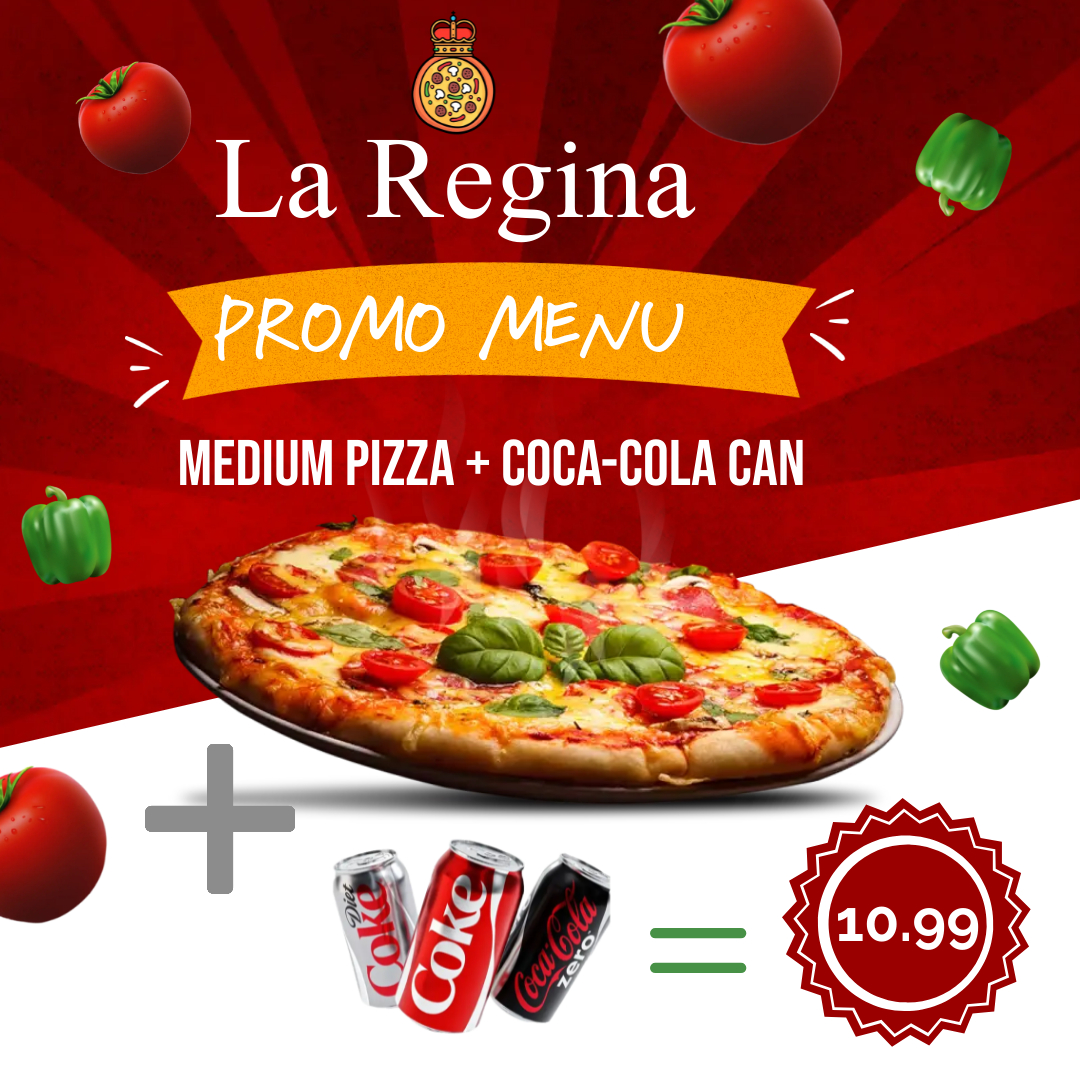 La Regina
PROMO MENU
MEDIUM PIZZA + COCA-COLA CAN
Diet
Coke
Coke
Coca-Cola
zero
10.99